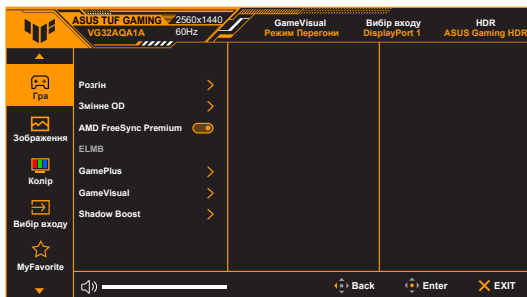 ASUS TUF GAMING 2560x1440
VG32AQA1A 60Hz
GameVisual
Режим Перегони
Вибір входу
DisplayPort 1
HDR
ASUS Gaming HDR
Гра
Зображення
Колір
Вибір входу
MyFavorite
Розгін
Змінне OD
AMD FreeSync Premium
ELMB
GamePlus
GameVisual
Shadow Boost
Back
Enter
EXIT